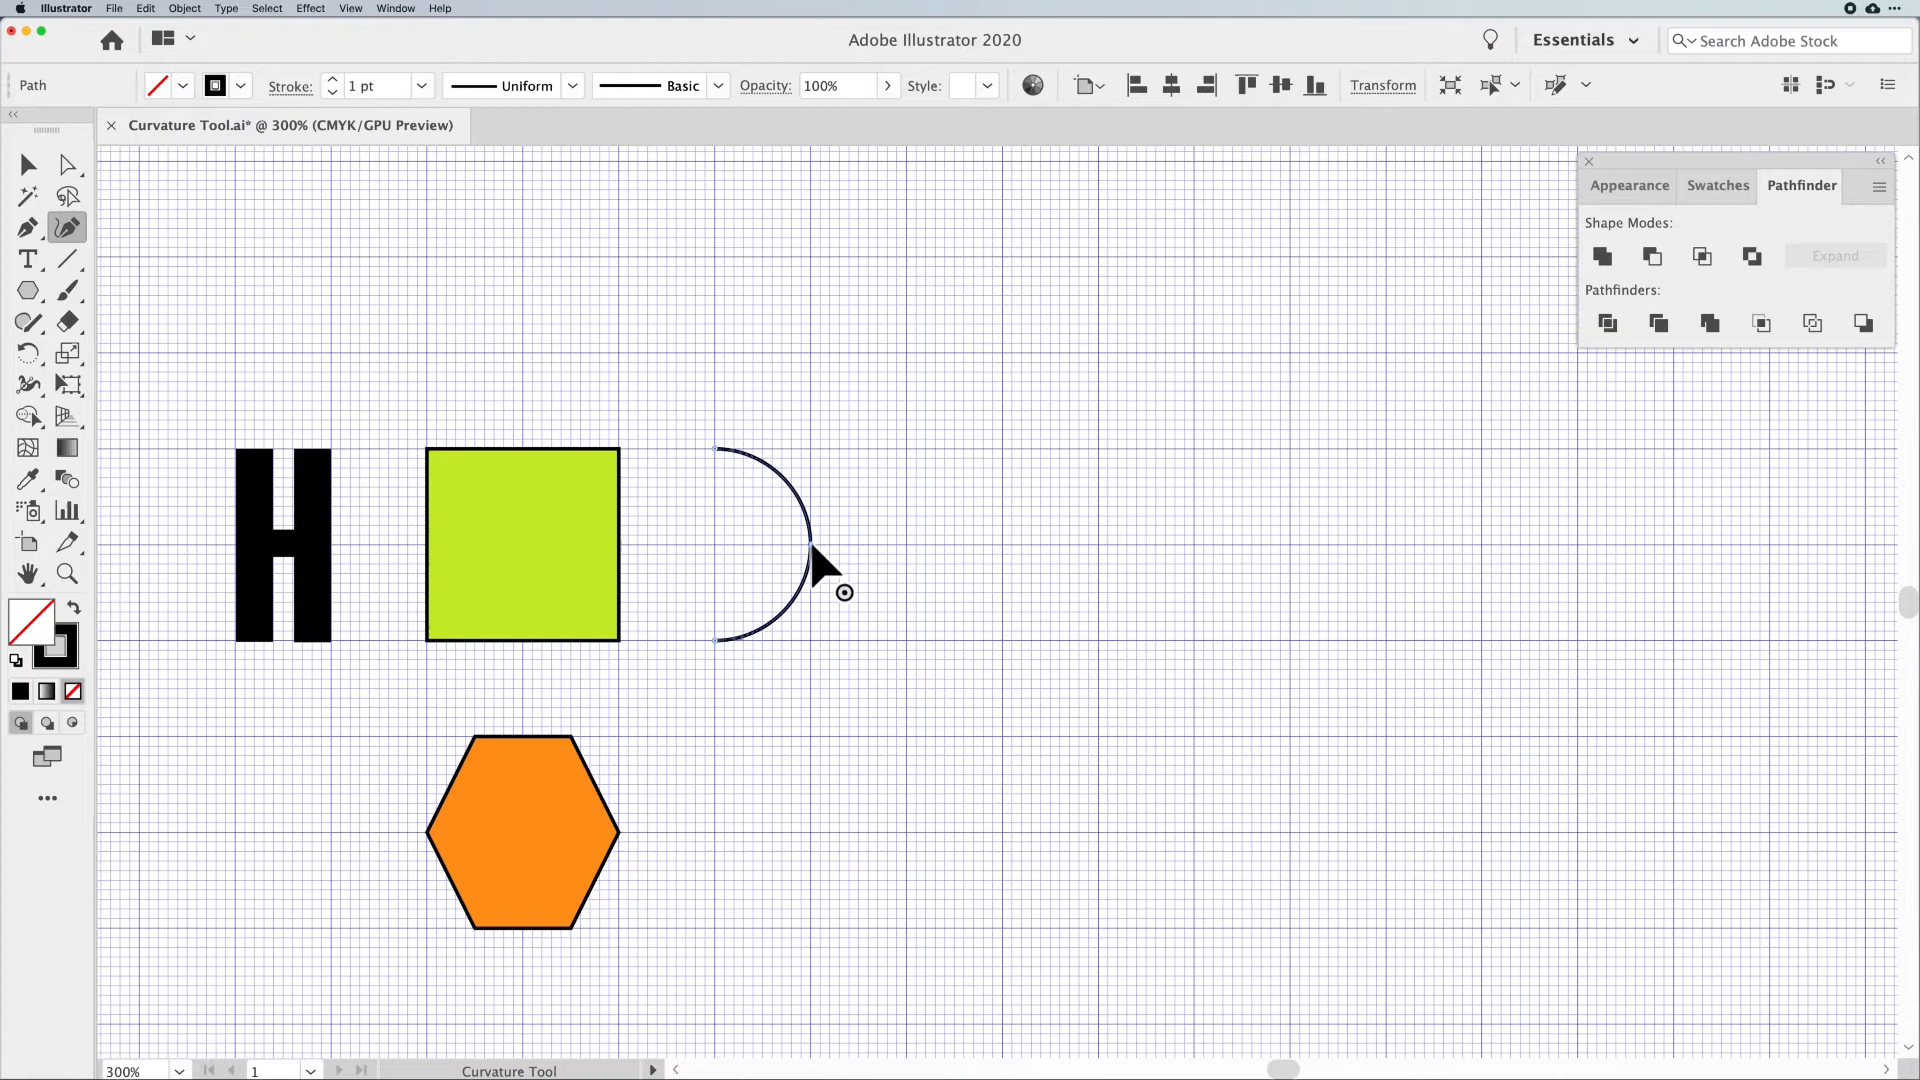 Illustrator File Edit Object Type Select Effect View Window Help
Adobe Illustrator 2020
Essentials
Search Adobe Stock
Path
Stroke: 1 pt
Uniform
Basic
Opacity: 100%
Style:
Transform
Curvature Tool.ai* @ 300% (CMYK/GPU Preview)
Appearance Swatches Pathfinder
Shape Modes:
Expand
Pathfinders:
H
300%
1
Curvature Tool